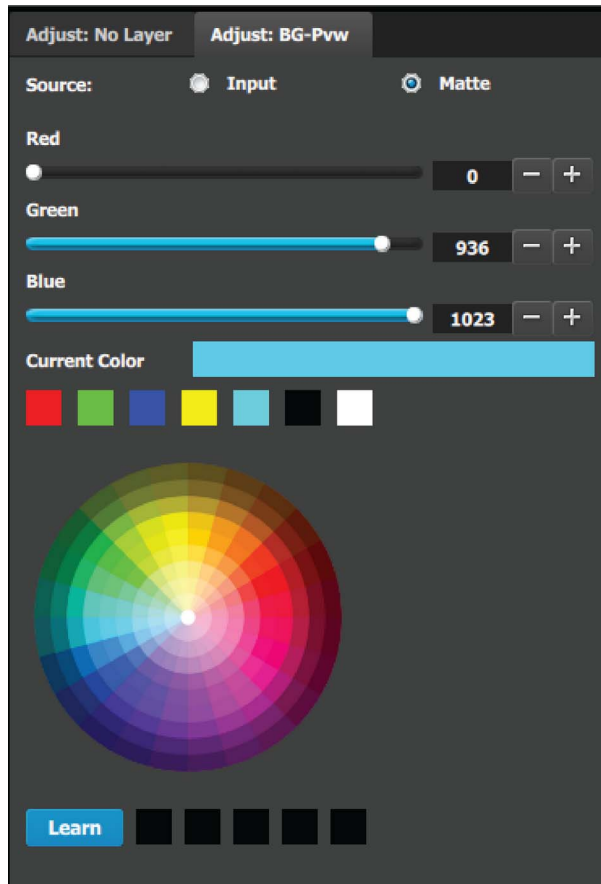 Adjust: No Layer Adjust: BG-Pvw
Source: Input Matte
Red
0 − +
Green
936 − +
Blue
1023 − +
Current Color
Learn